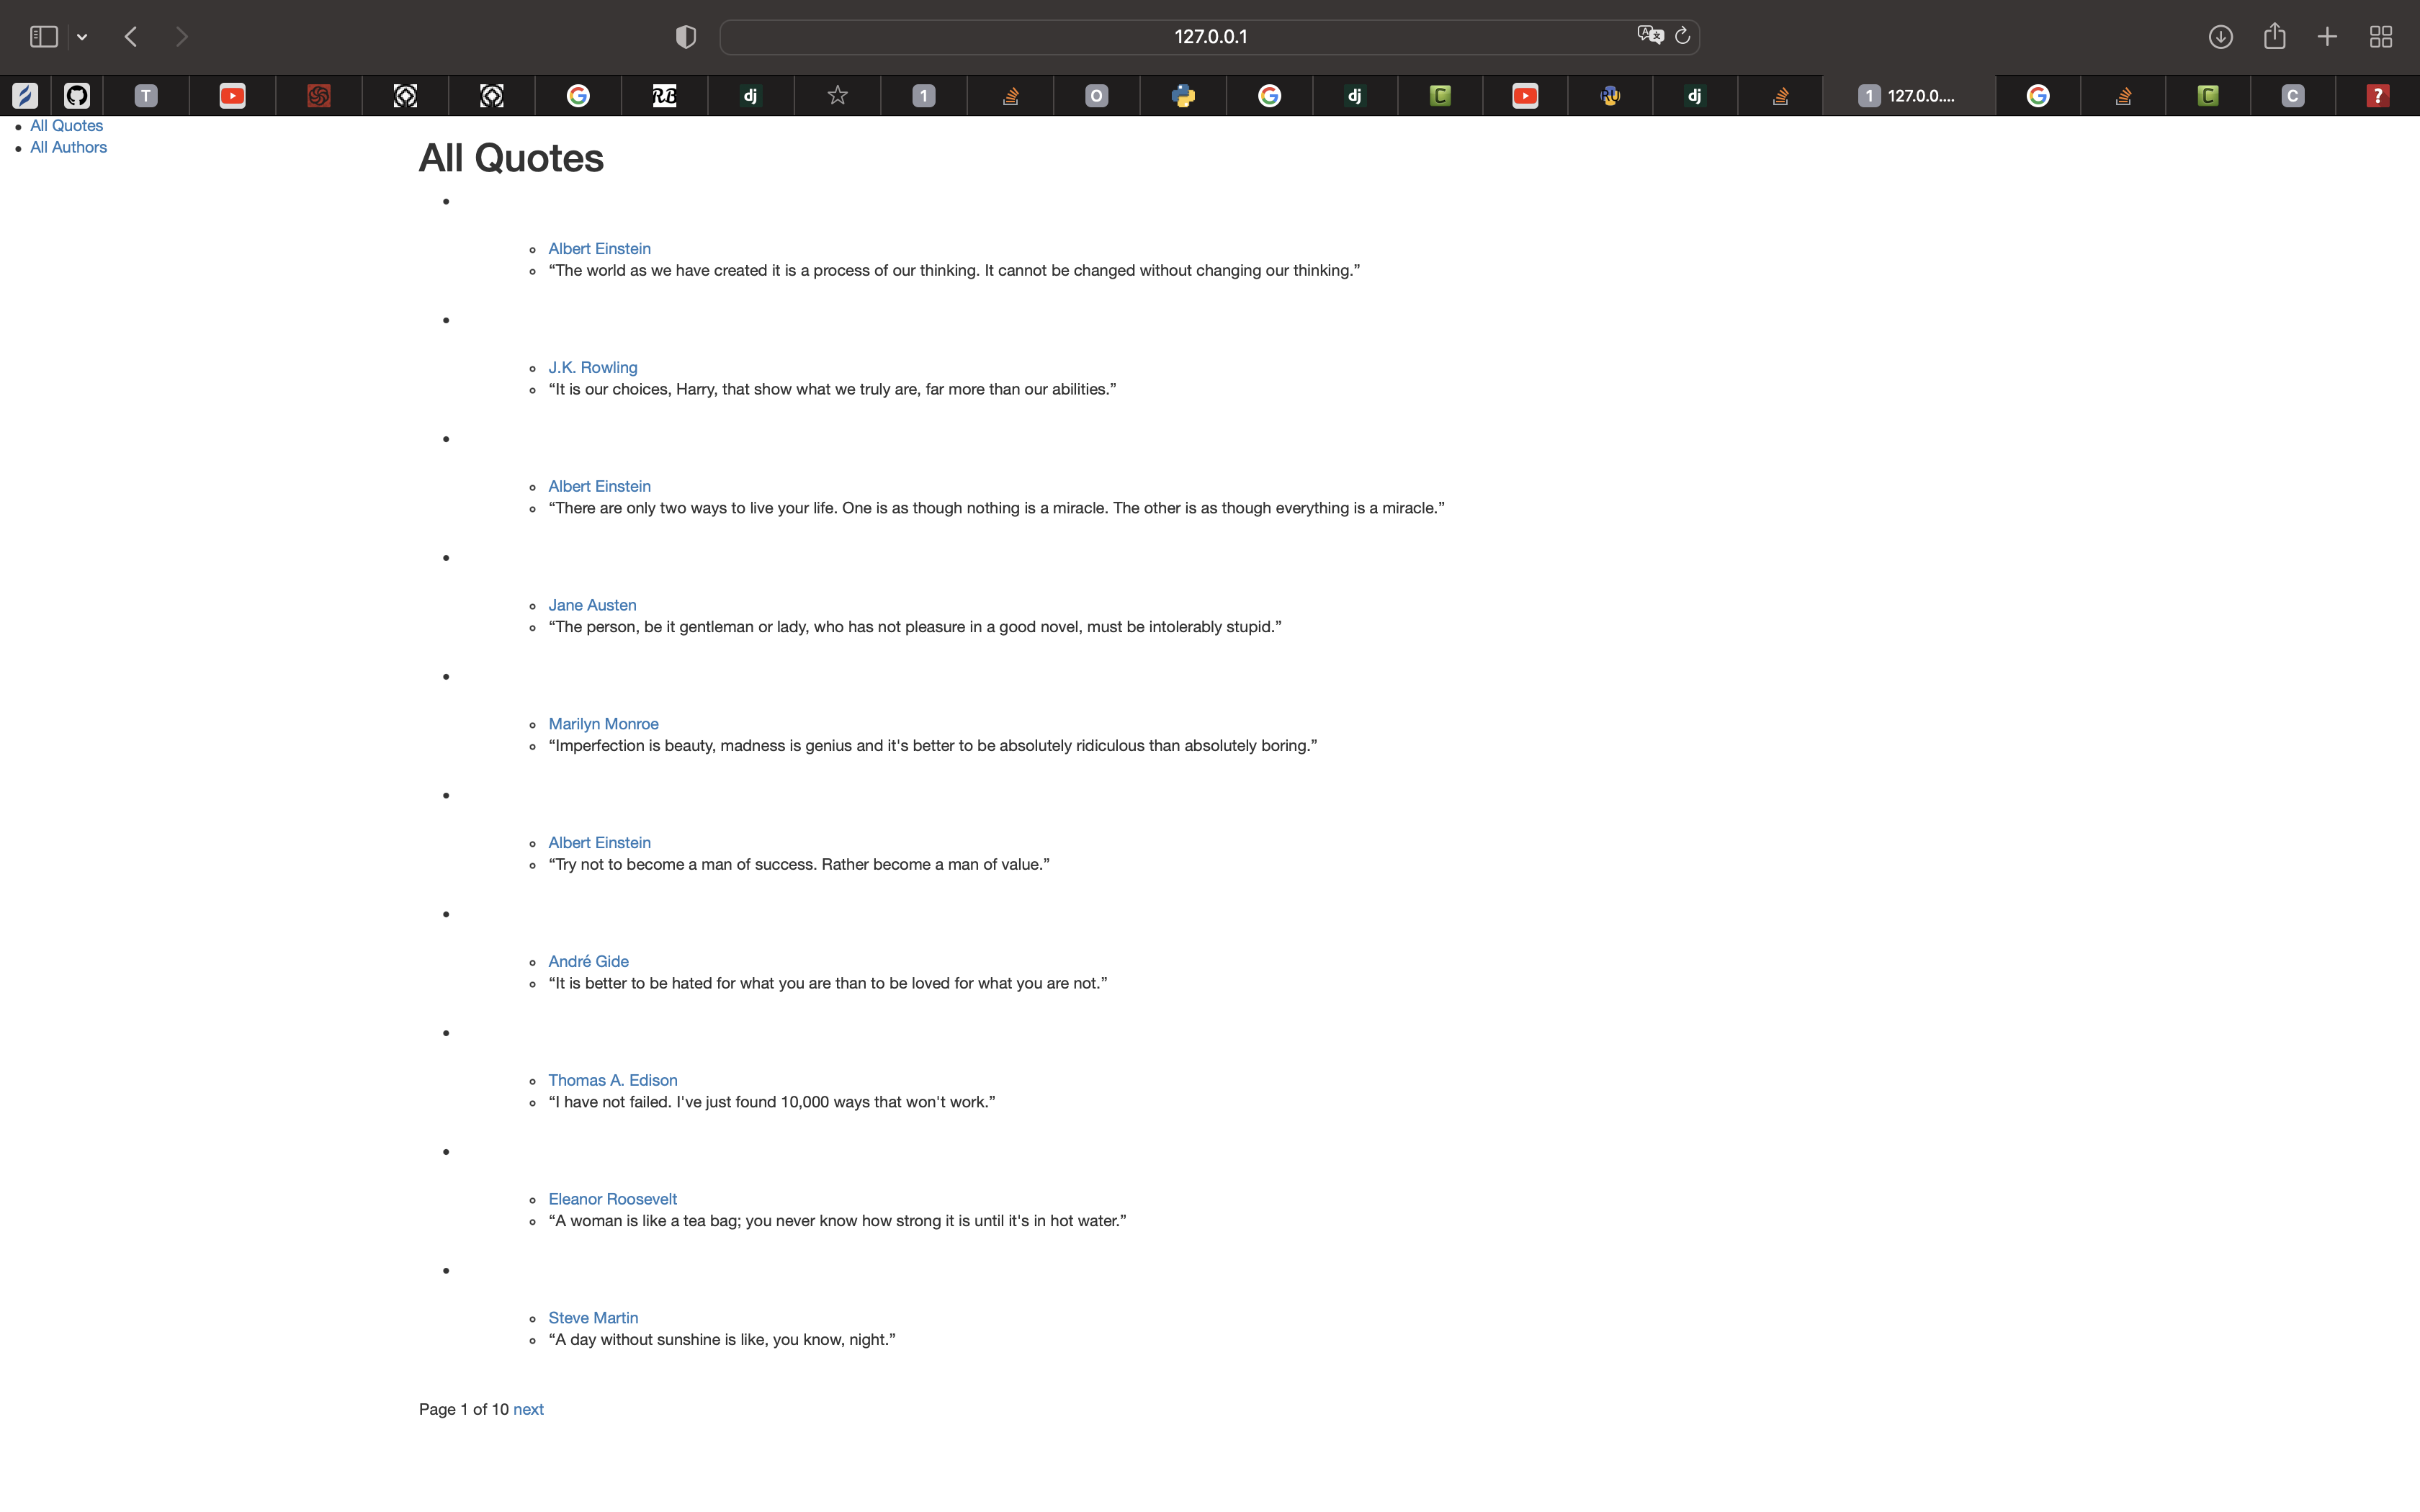 127.0.0.1
T
RB
dj
1
O
dj
C
RU
dj
1 127.0.0....
C
C
?
All Quotes
All Authors
All Quotes
Albert Einstein
“The world as we have created it is a process of our thinking. It cannot be changed without changing our thinking.”
J.K. Rowling
“It is our choices, Harry, that show what we truly are, far more than our abilities.”
Albert Einstein
“There are only two ways to live your life. One is as though nothing is a miracle. The other is as though everything is a miracle.”
Jane Austen
“The person, be it gentleman or lady, who has not pleasure in a good novel, must be intolerably stupid.”
Marilyn Monroe
“Imperfection is beauty, madness is genius and it's better to be absolutely ridiculous than absolutely boring.”
Albert Einstein
“Try not to become a man of success. Rather become a man of value.”
André Gide
“It is better to be hated for what you are than to be loved for what you are not.”
Thomas A. Edison
“I have not failed. I've just found 10,000 ways that won't work.”
Eleanor Roosevelt
“A woman is like a tea bag; you never know how strong it is until it's in hot water.”
Steve Martin
“A day without sunshine is like, you know, night.”
Page 1 of 10 next